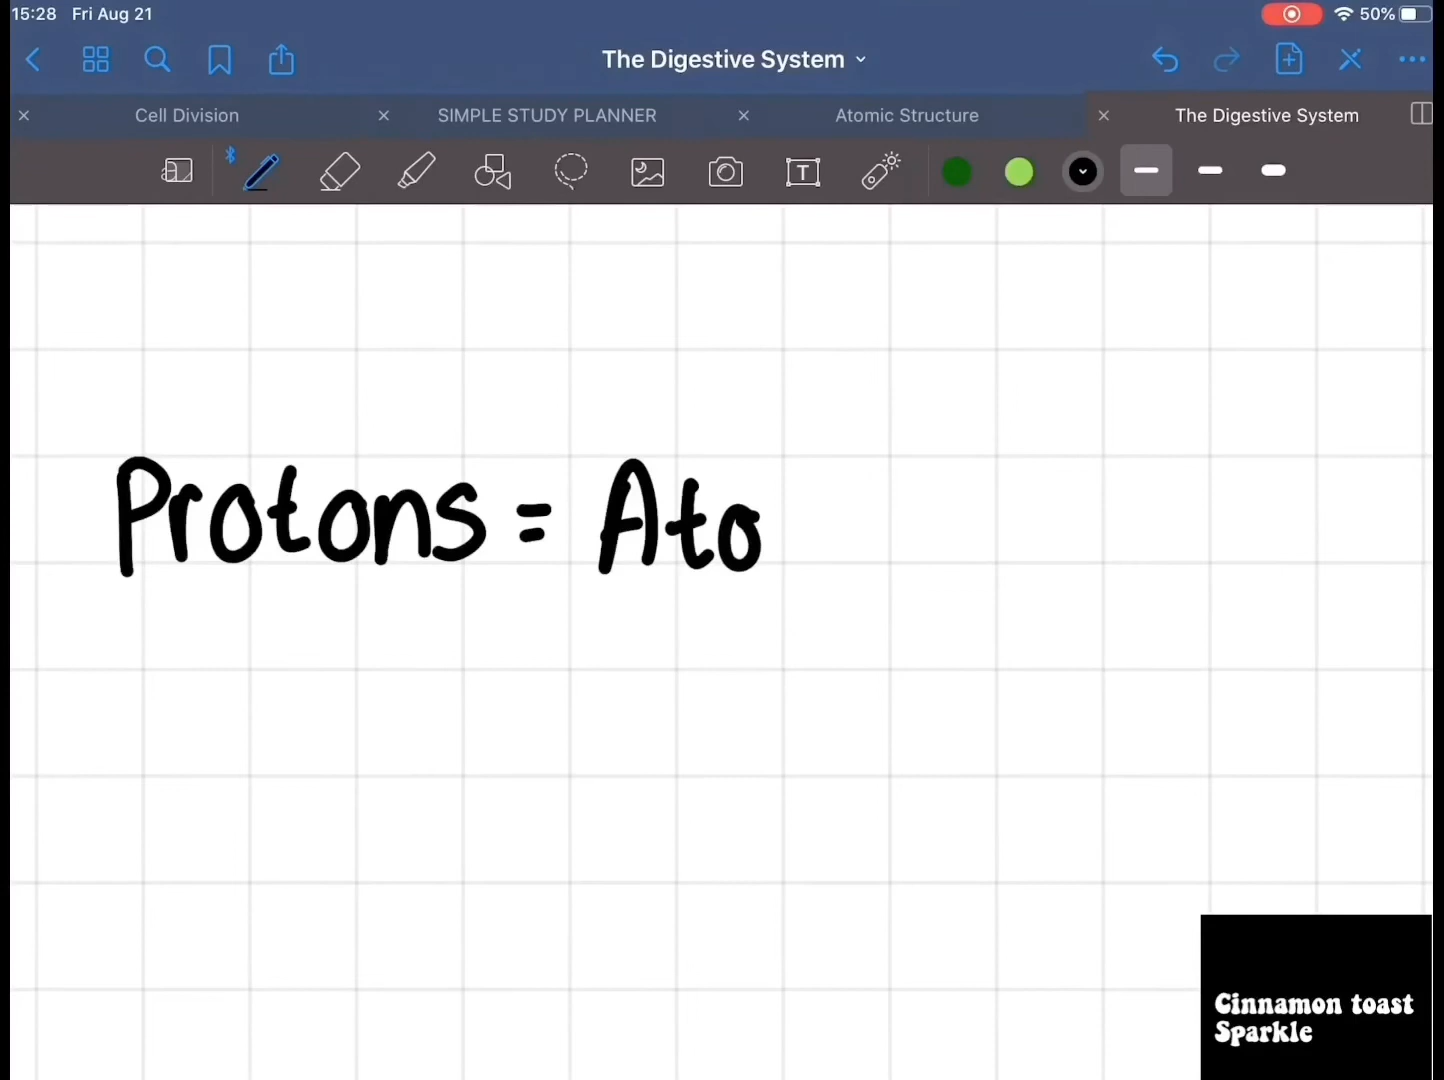 15:28 Fri Aug 21 50%
The Digestive System
Cell Division SIMPLE STUDY PLANNER Atomic Structure The Digestive System
T
Protons = Ato
Cinnamon toast
Sparkle